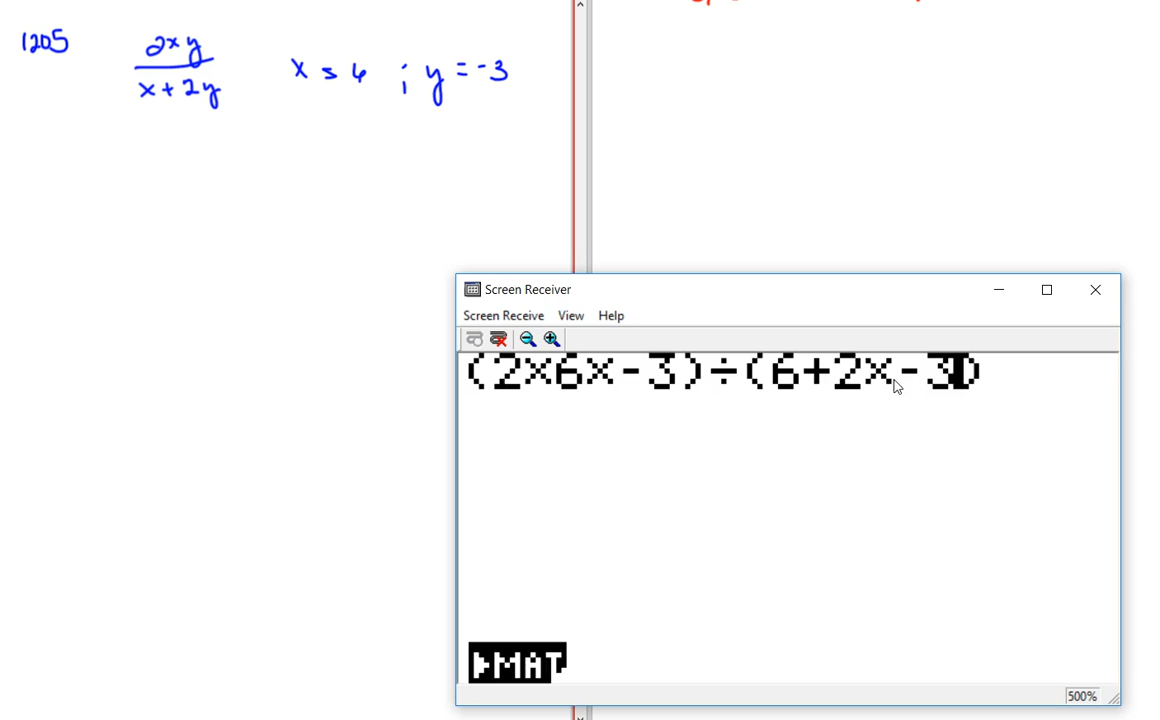 1205 2xy / x + 2y x = 6 ; y = -3
Screen Receiver
Screen Receive View Help
(2×6×-3)÷(6+2×-3)
MAT
500%